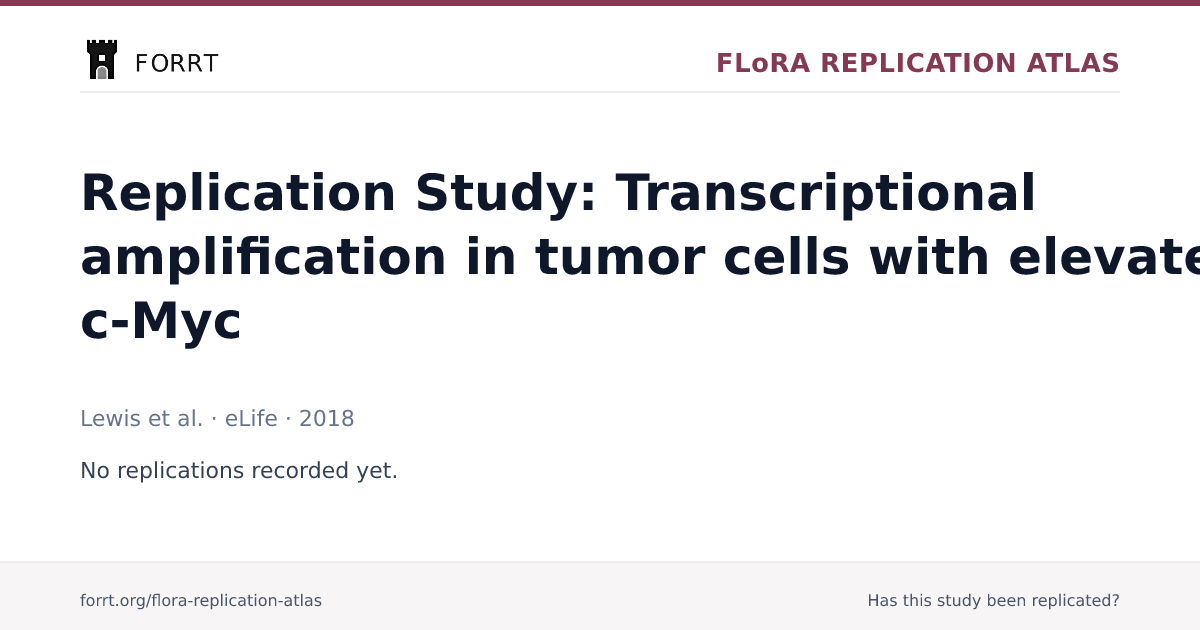 FORRT
FLoRA REPLICATION ATLAS
Replication Study: Transcriptional
amplification in tumor cells with elevate
c-Myc
Lewis et al. · eLife · 2018
No replications recorded yet.
forrt.org/flora-replication-atlas
Has this study been replicated?